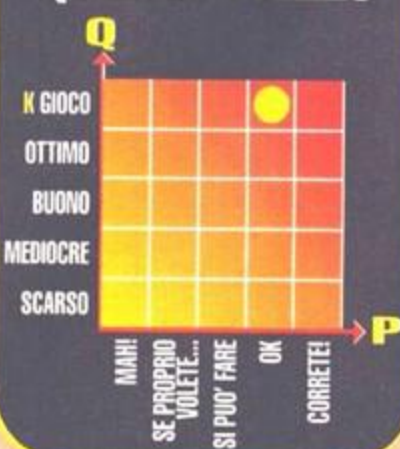 Q
K GIOCO
OTTIMO
BUONO
MEDIOCRE
SCARSO
P
MAH!
SE PROPRIO
VOLETE...
SI PUO' FARE
OK
CORRETE!